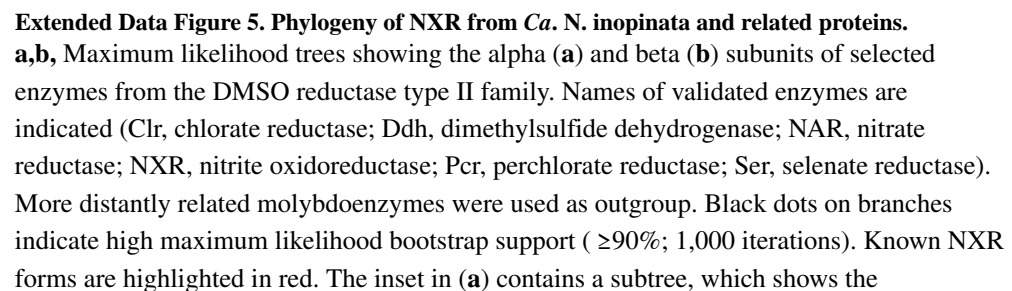 Extended Data Figure 5. Phylogeny of NXR from Ca. N. inopinata and related proteins.
a,b, Maximum likelihood trees showing the alpha (a) and beta (b) subunits of selected
enzymes from the DMSO reductase type II family. Names of validated enzymes are
indicated (Clr, chlorate reductase; Ddh, dimethylsulfide dehydrogenase; NAR, nitrate
reductase; NXR, nitrite oxidoreductase; Pcr, perchlorate reductase; Ser, selenate reductase).
More distantly related molybdoenzymes were used as outgroup. Black dots on branches
indicate high maximum likelihood bootstrap support ( ≥90%; 1,000 iterations). Known NXR
forms are highlighted in red. The inset in (a) contains a subtree, which shows the